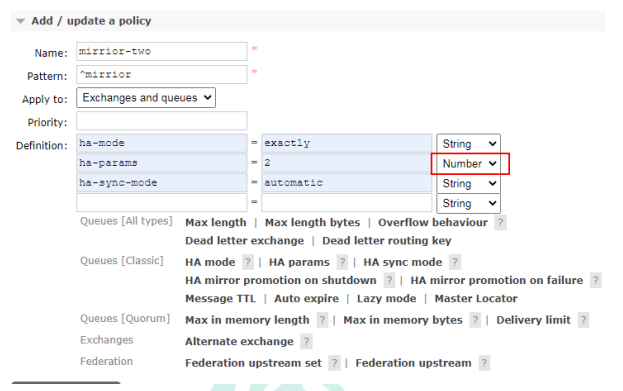 Add / update a policy
Name: mirrior-two *
Pattern: ^mirrior *
Apply to: Exchanges and queues
Priority:
Definition: ha-mode = exactly String
ha-params = 2 Number
ha-sync-mode = automatic String
= String
Queues [All types] Max length | Max length bytes | Overflow behaviour ?
Dead letter exchange | Dead letter routing key
Queues [Classic] HA mode ? | HA params ? | HA sync mode ?
HA mirror promotion on shutdown ? | HA mirror promotion on failure ?
Message TTL | Auto expire | Lazy mode | Master Locator
Queues [Quorum] Max in memory length ? | Max in memory bytes ? | Delivery limit ?
Exchanges Alternate exchange ?
Federation Federation upstream set ? | Federation upstream ?